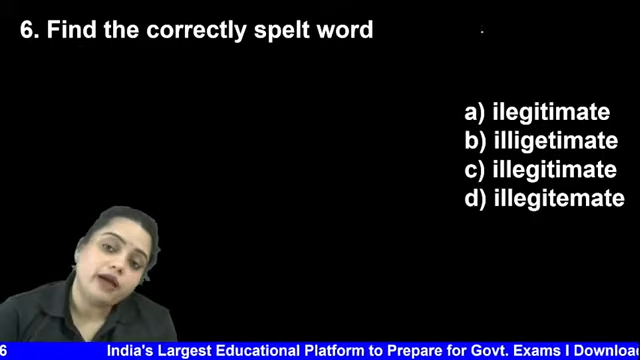 6. Find the correctly spelt word
a) ilegitimate
b) illigetimate
c) illegitimate
d) illegitemate
6 India's Largest Educational Platform to Prepare for Govt. Exams I Downloa